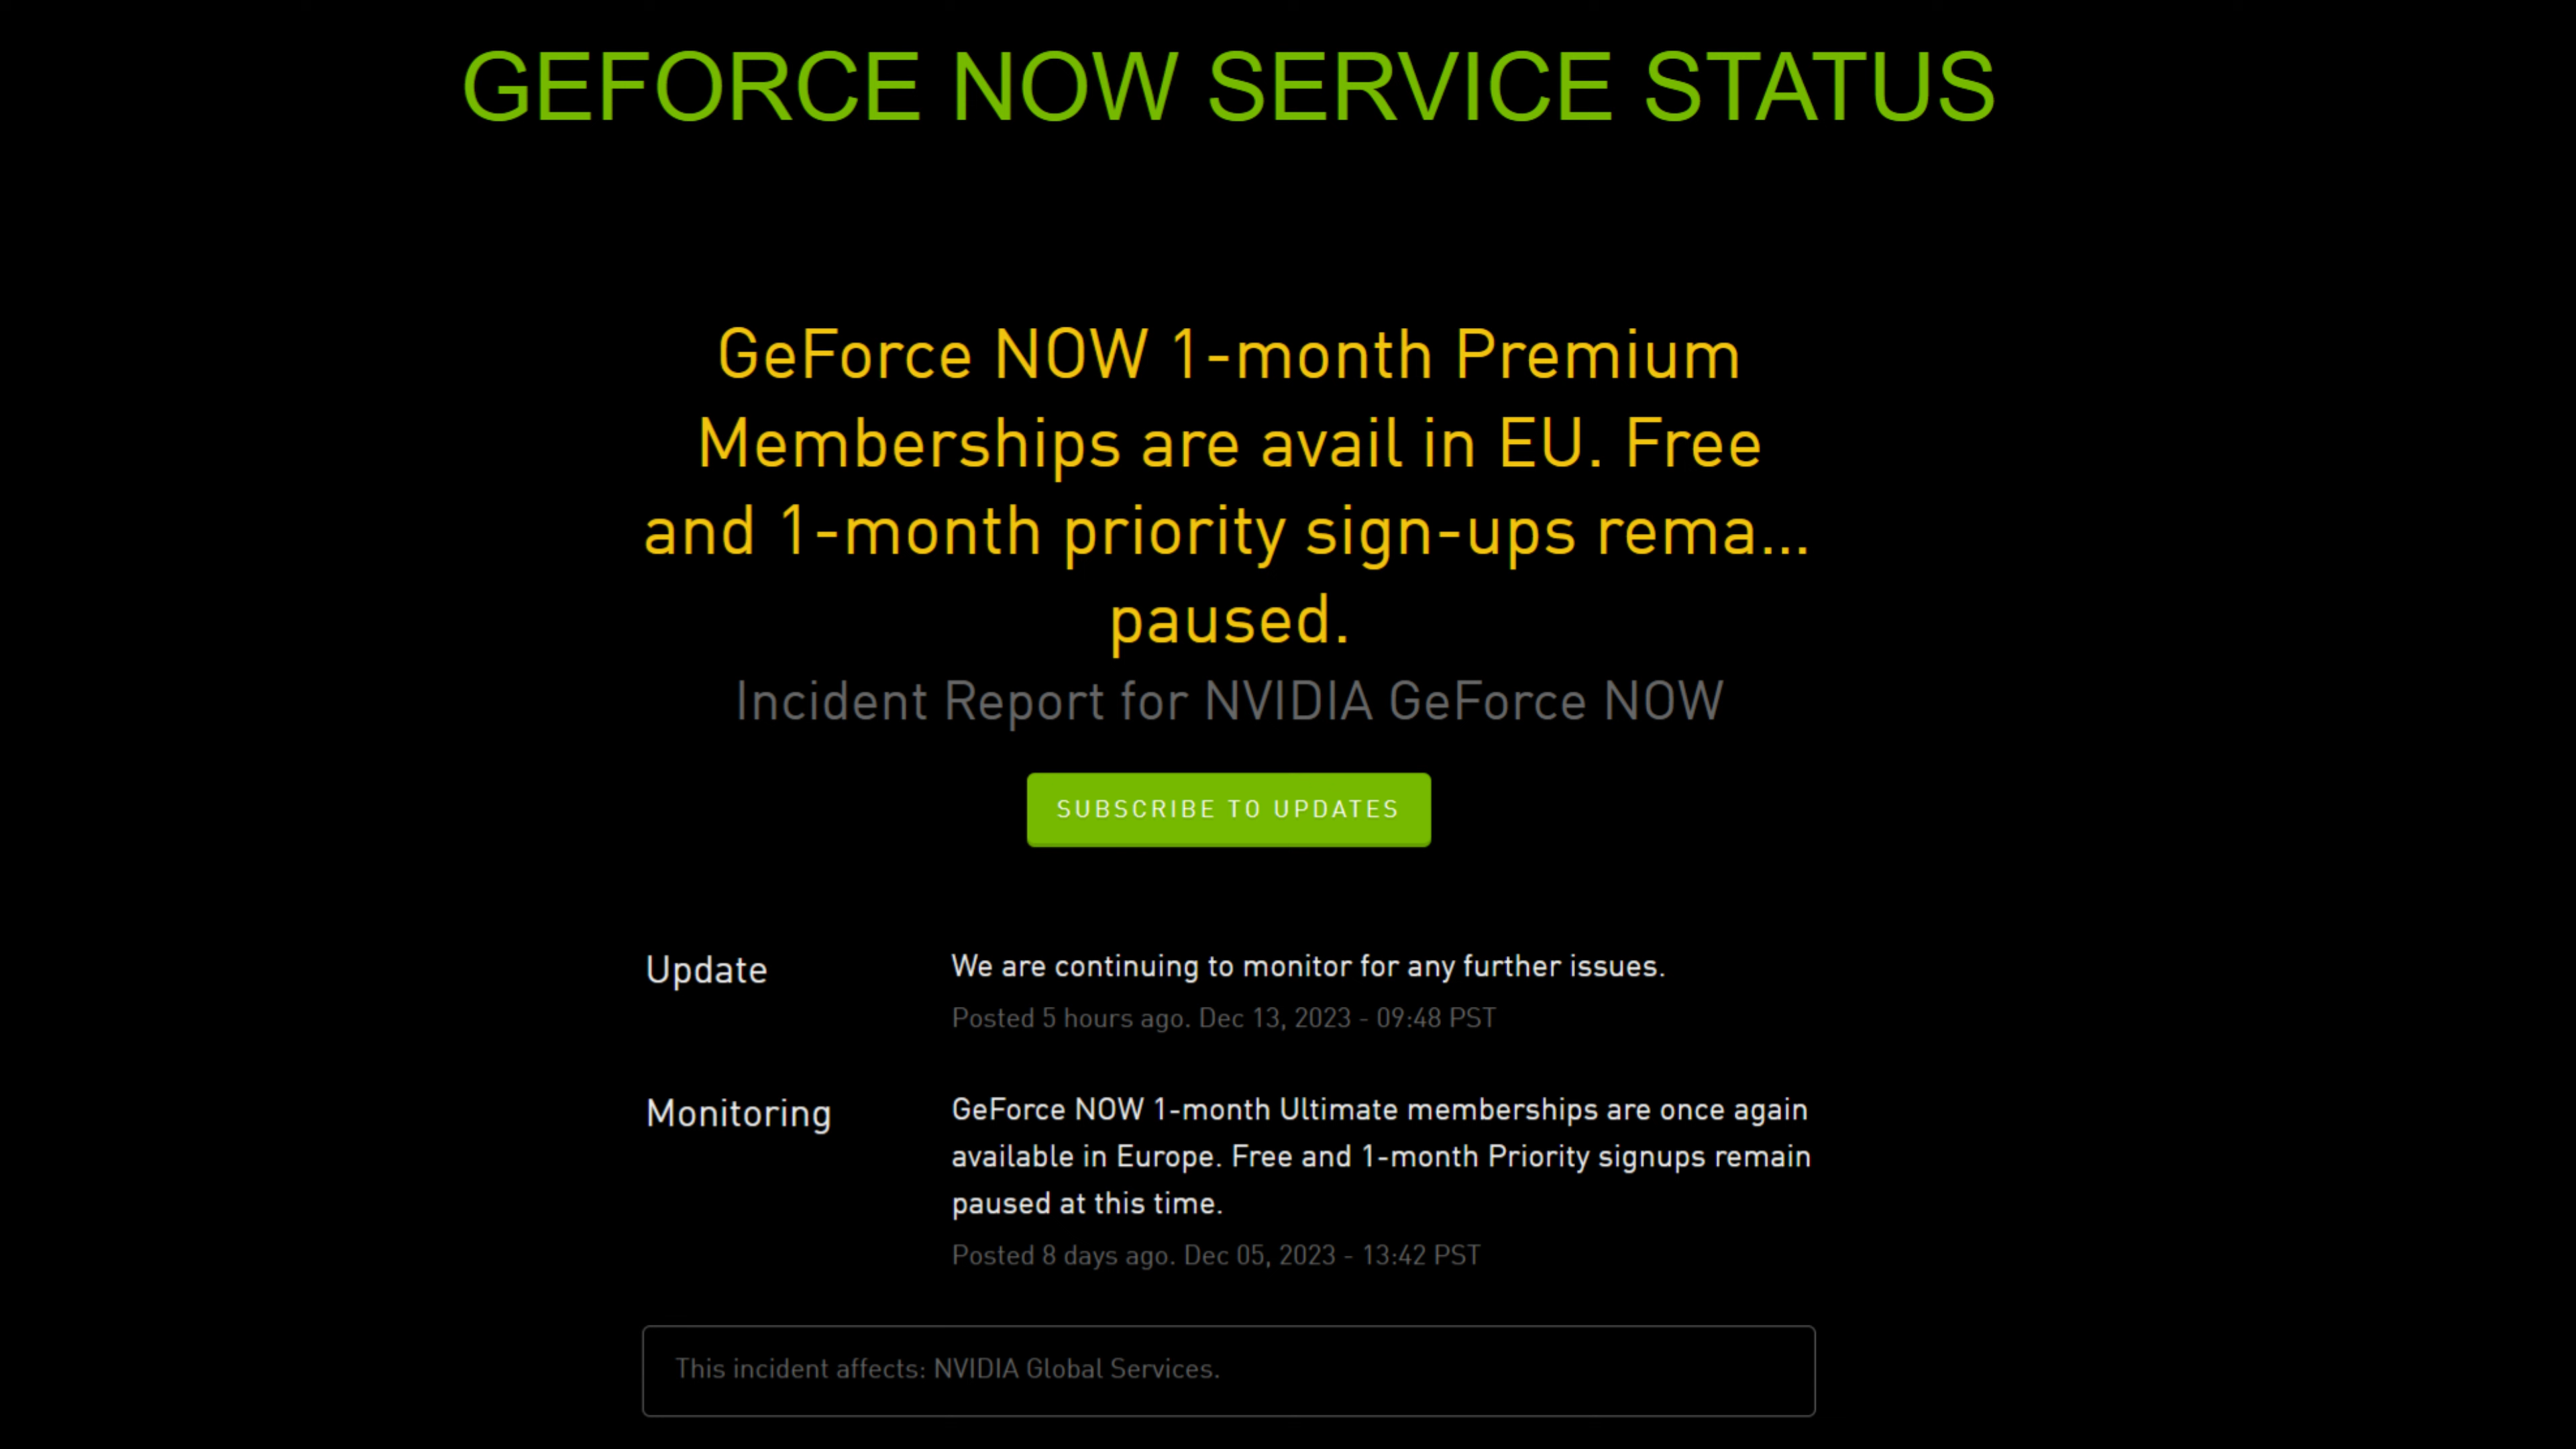 GEFORCE NOW SERVICE STATUS
GeForce NOW 1-month Premium
Memberships are avail in EU. Free
and 1-month priority sign-ups rema...
paused.
Incident Report for NVIDIA GeForce NOW
SUBSCRIBE TO UPDATES
Update
We are continuing to monitor for any further issues.
Posted 5 hours ago. Dec 13, 2023 - 09:48 PST
Monitoring
GeForce NOW 1-month Ultimate memberships are once again
available in Europe. Free and 1-month Priority signups remain
paused at this time.
Posted 8 days ago. Dec 05, 2023 - 13:42 PST
This incident affects: NVIDIA Global Services.